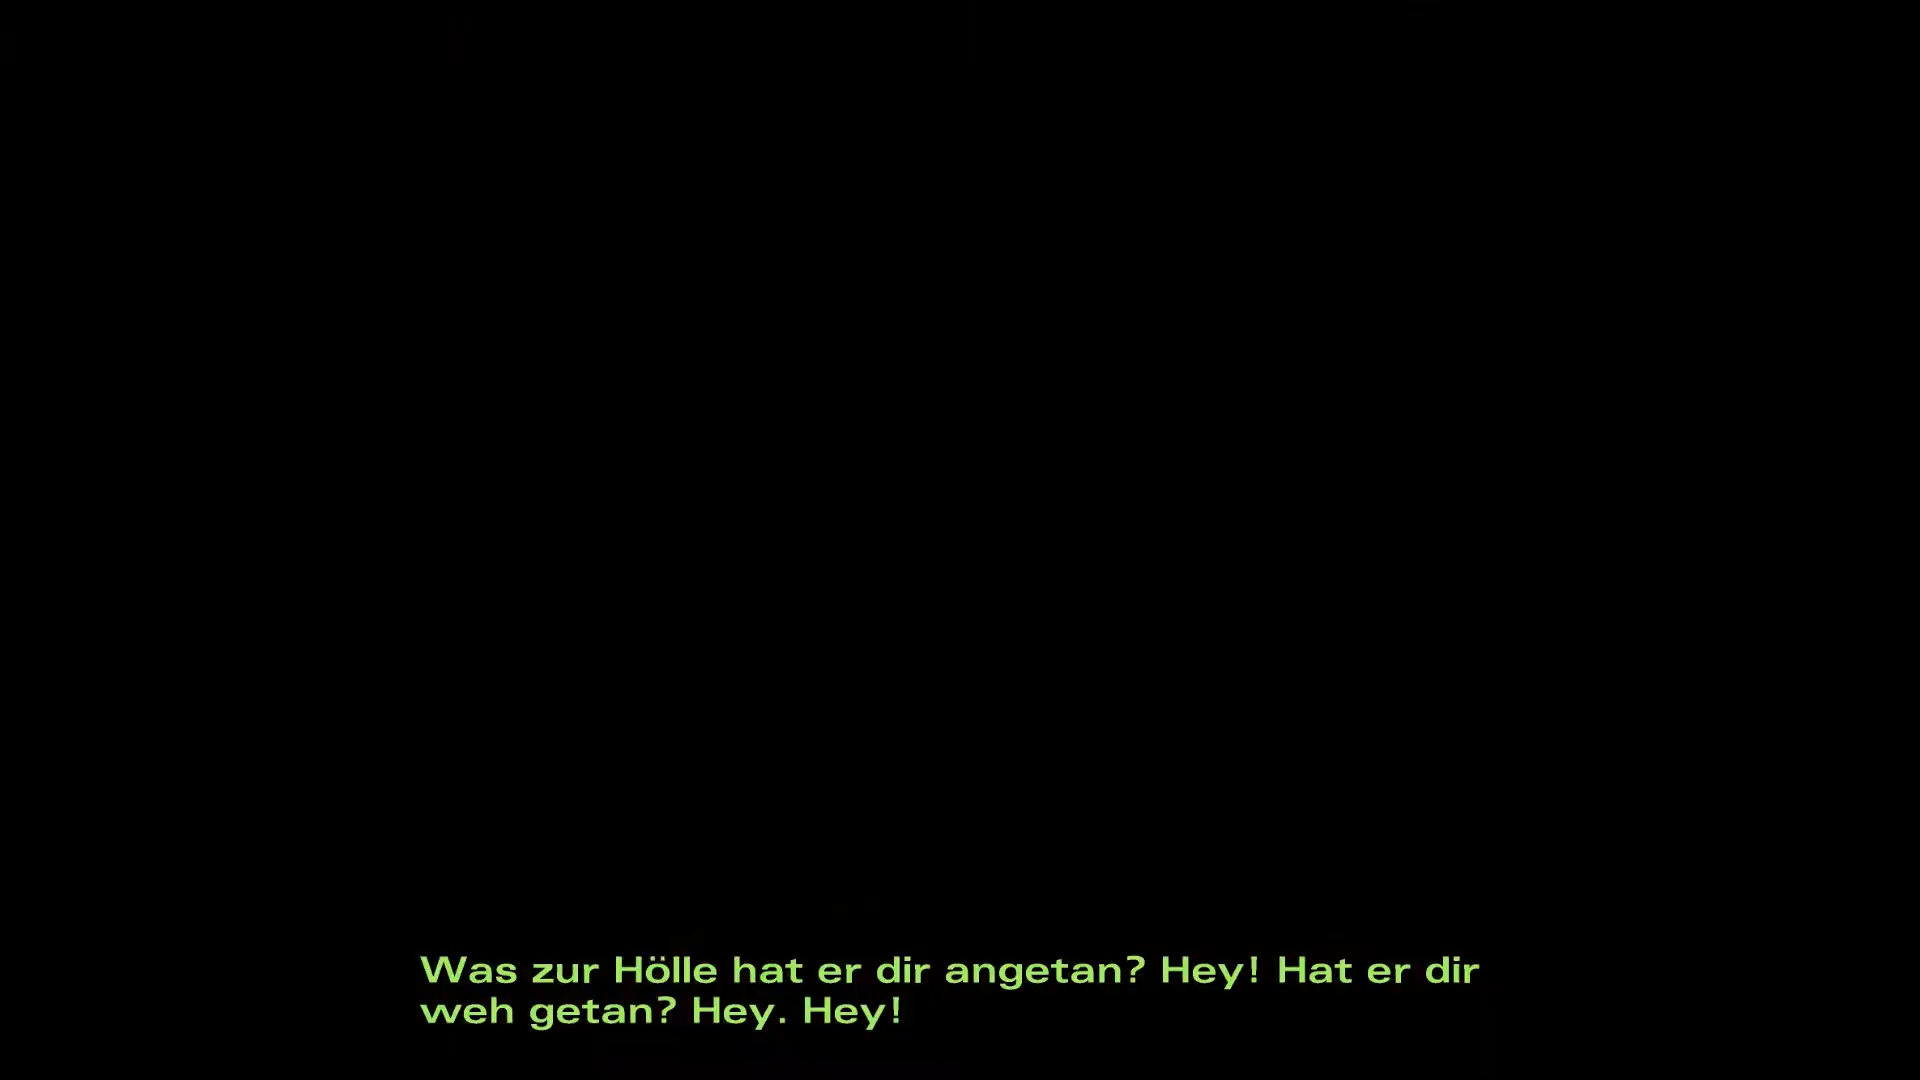 Was zur Hölle hat er dir angetan? Hey! Hat er dir
weh getan? Hey. Hey!